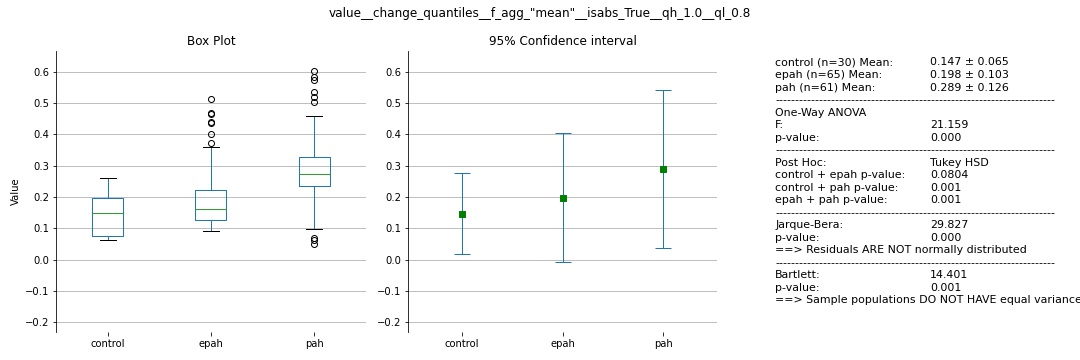 value__change_quantiles__f_agg_"mean"__isabs_True__qh_1.0__ql_0.8
Box Plot
Value
0.6
0.5
0.4
0.3
0.2
0.1
0.0
−0.1
−0.2
control epah pah
95% Confidence interval
0.6
0.5
0.4
0.3
0.2
0.1
0.0
−0.1
−0.2
control epah pah
control (n=30) Mean: 0.147 ± 0.065
epah (n=65) Mean: 0.198 ± 0.103
pah (n=61) Mean: 0.289 ± 0.126
One-Way ANOVA
F: 21.159
p-value: 0.000
Post Hoc: Tukey HSD
control + epah p-value: 0.0804
control + pah p-value: 0.001
epah + pah p-value: 0.001
Jarque-Bera: 29.827
p-value: 0.000
==> Residuals ARE NOT normally distributed
Bartlett: 14.401
p-value: 0.001
==> Sample populations DO NOT HAVE equal variance